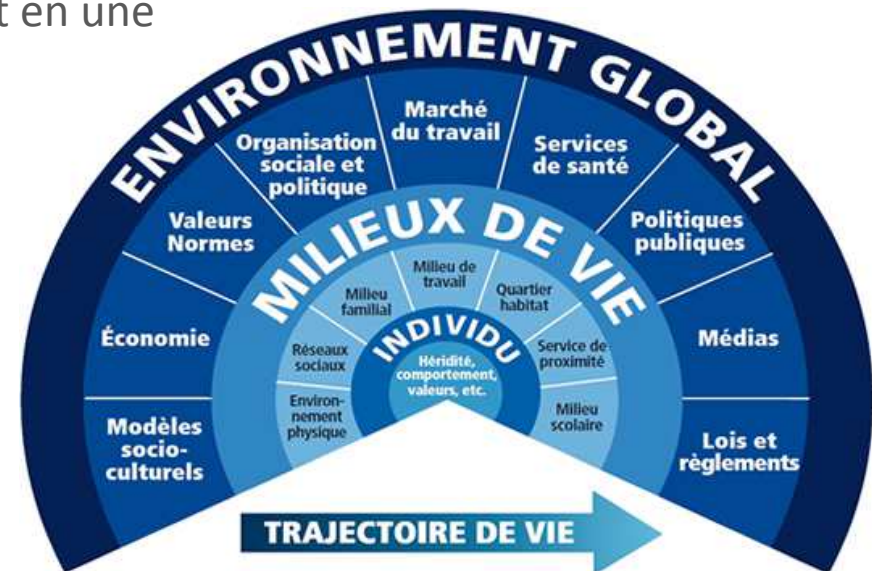 t en une
ENVIRONNEMENT GLOBAL
Modèles
socio-
culturels
Économie
Valeurs
Normes
Organisation
sociale et
politique
Marché
du travail
Services
de santé
Politiques
publiques
Médias
Lois et
règlements
MILIEUX DE VIE
Environ-
nement
physique
Réseaux
sociaux
Milieu
familial
Milieu de
travail
Quartier
habitat
Service de
proximité
Milieu
scolaire
INDIVIDU
Héridité,
comportement,
valeurs, etc.
TRAJECTOIRE DE VIE